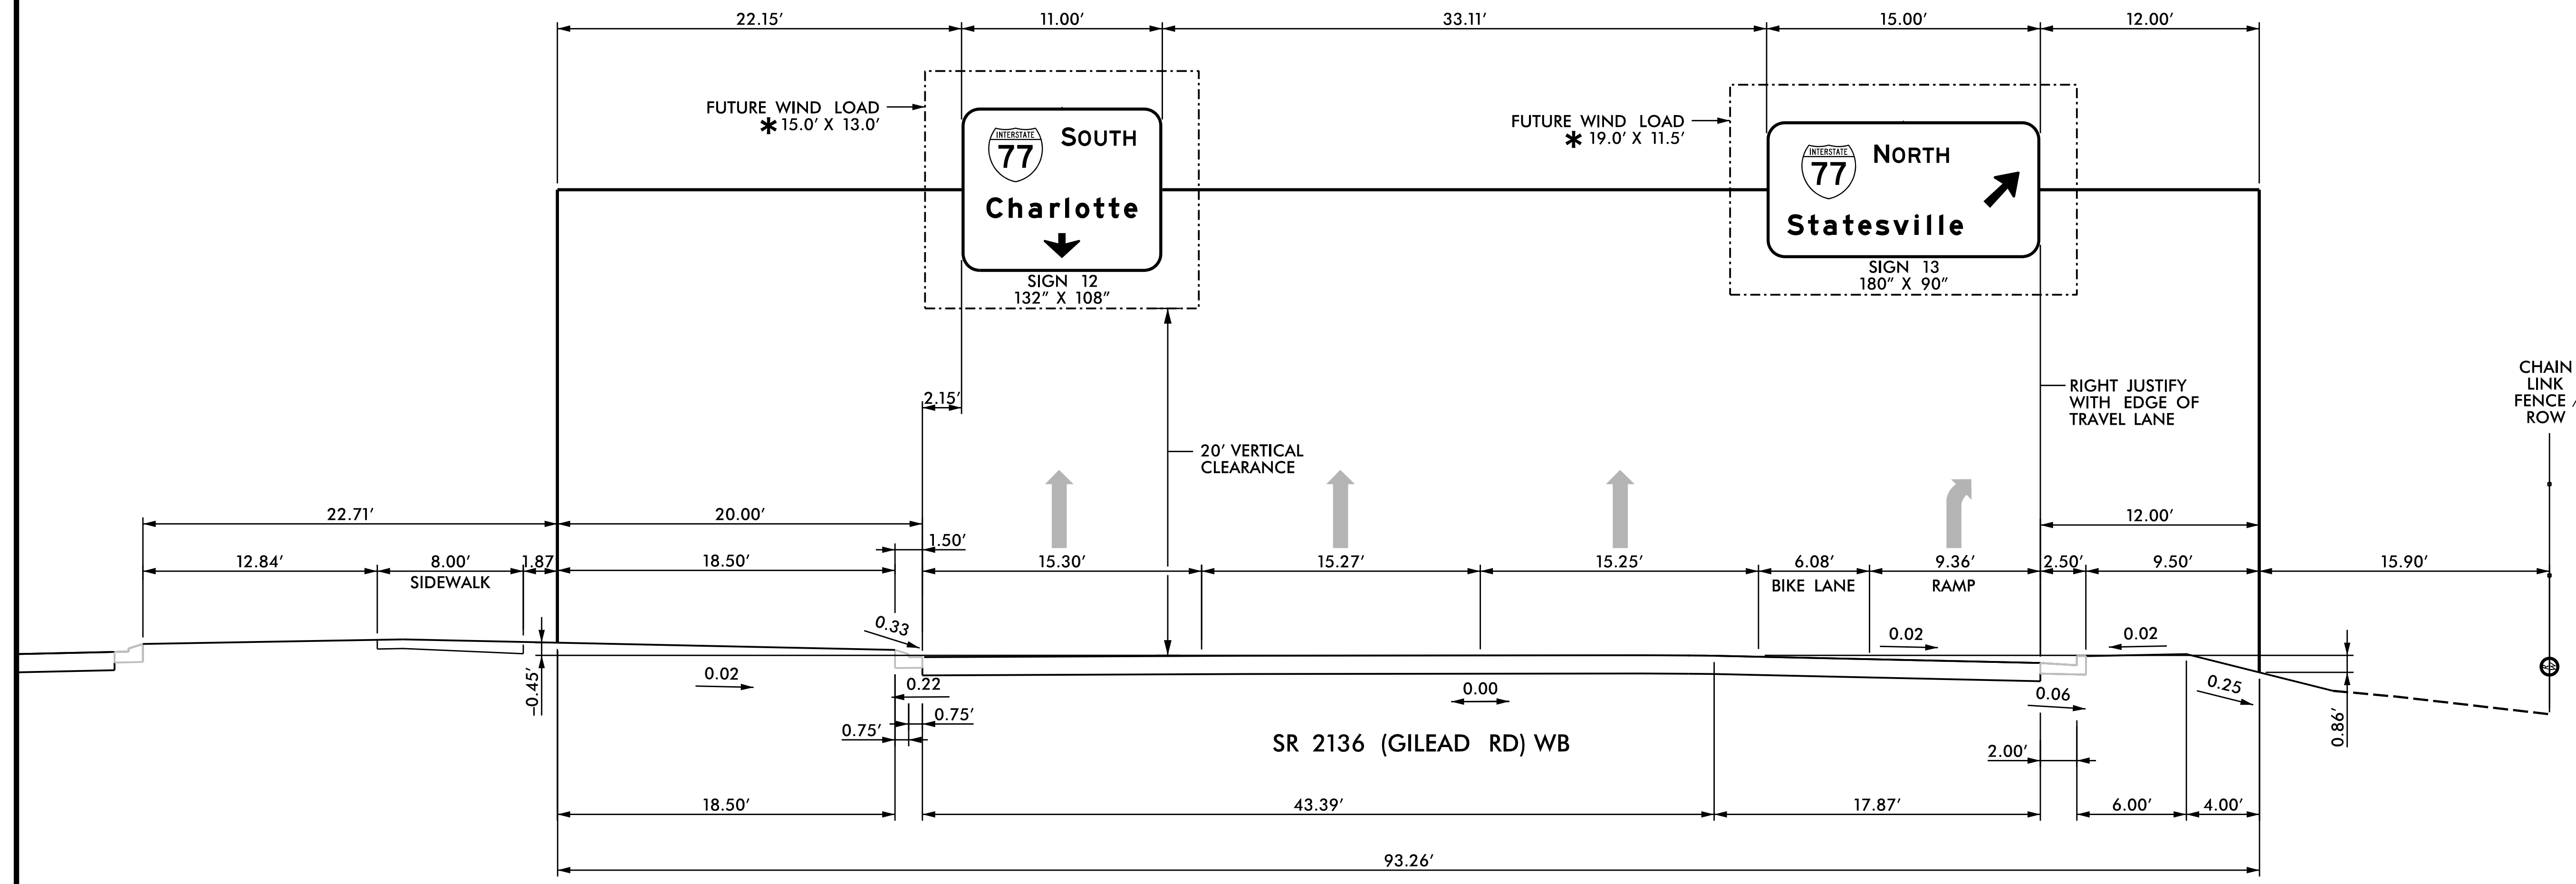 22.15'
11.00'
33.11'
15.00'
12.00'
FUTURE WIND LOAD
* 15.0' X 13.0'
INTERSTATE
77
SOUTH
Charlotte
SIGN 12
132" X 108"
FUTURE WIND LOAD
* 19.0' X 11.5'
INTERSTATE
77
NORTH
Statesville
SIGN 13
180" X 90"
CHAIN
LINK
FENCE /
ROW
RIGHT JUSTIFY
WITH EDGE OF
TRAVEL LANE
2.15'
20' VERTICAL
CLEARANCE
22.71'
20.00'
12.00'
1.50'
12.84'
8.00'
SIDEWALK
1.87
18.50'
15.30'
15.27'
15.25'
6.08'
BIKE LANE
9.36'
RAMP
2.50'
9.50'
15.90'
0.33
0.02
0.02
-0.45'
0.02
0.22
0.00
0.06
0.25
0.86'
0.75'
0.75'
SR 2136 (GILEAD RD) WB
2.00'
18.50'
43.39'
17.87'
6.00'
4.00'
93.26'